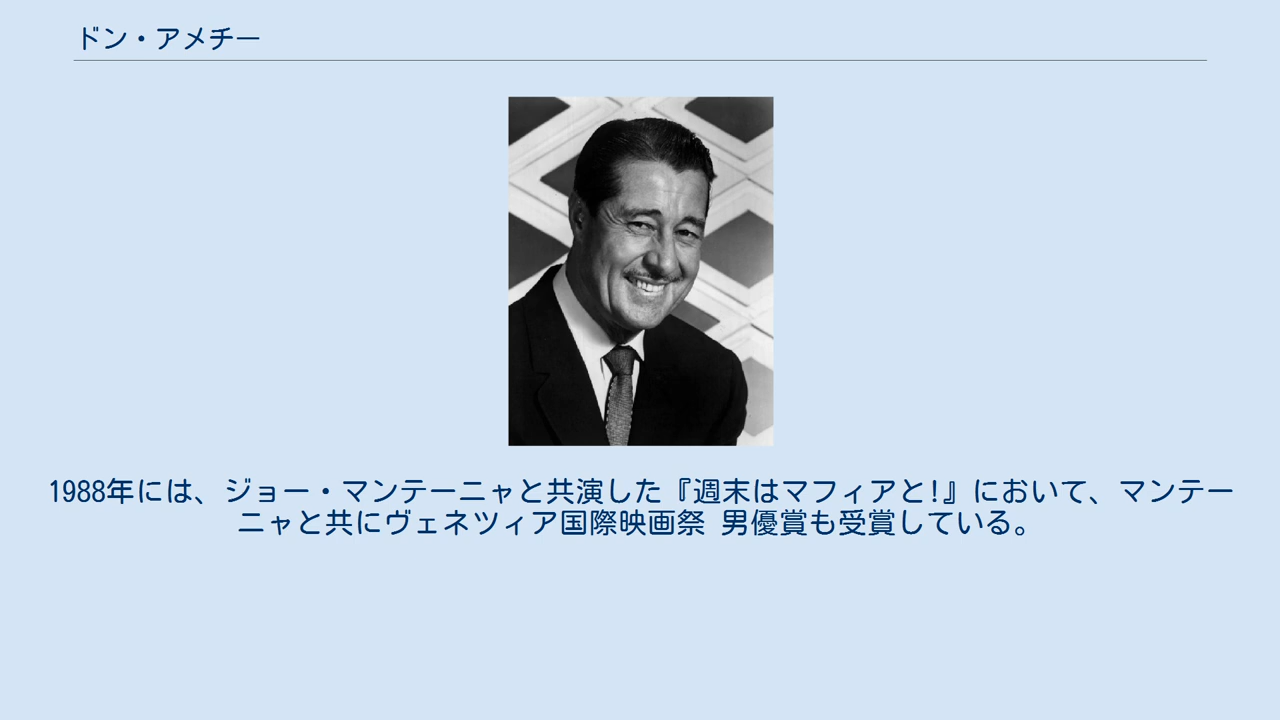 ドン・アメチー
1988年には、ジョー・マンテーニャと共演した『週末はマフィアと!』において、マンテー
ニャと共にヴェネツィア国際映画祭 男優賞も受賞している。